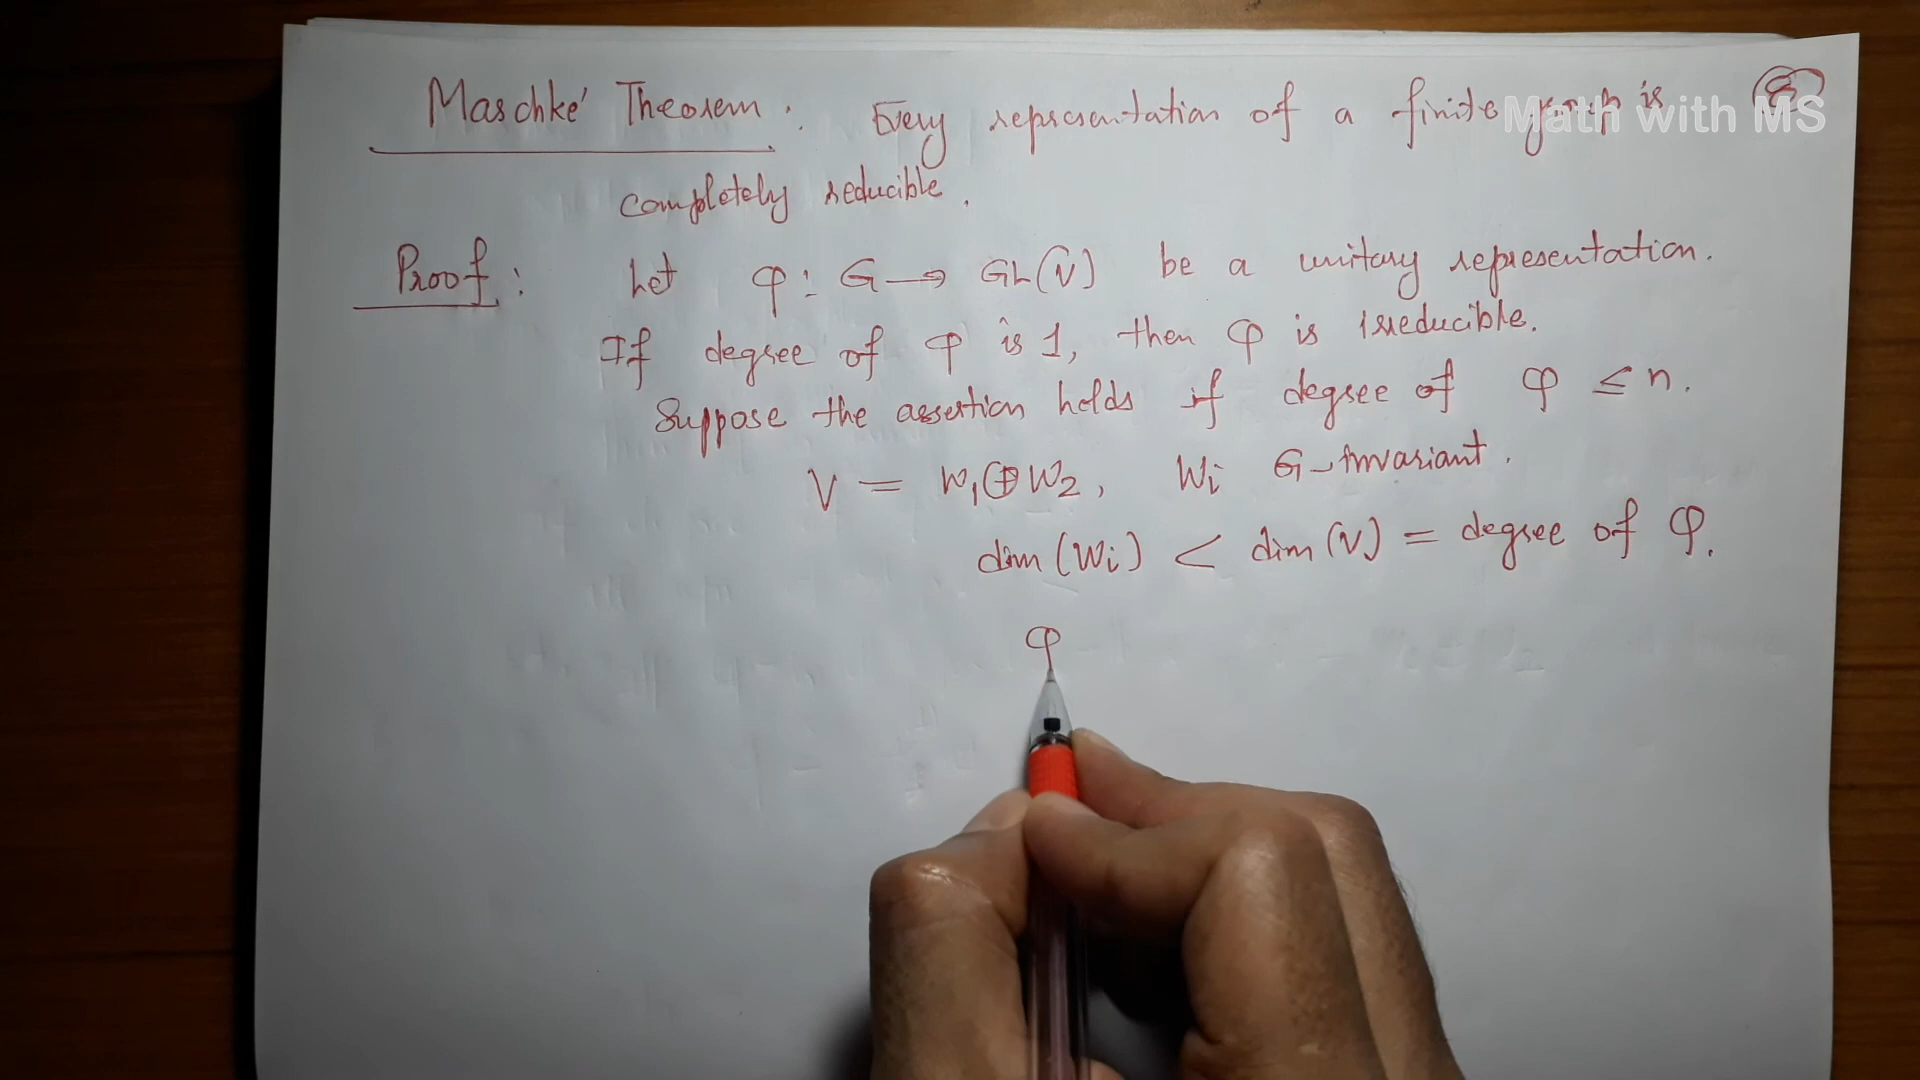 Maschke' Theorem: Every representation of a finite group is
completely reducible.
Proof: Let φ: G → GL(V) be a unitary representation.
If degree of φ is 1, then φ is irreducible.
Suppose the assertion holds if degree of φ ≤ n.
V = W₁⊕W₂, Wi G-invariant.
dim(Wi) < dim(V) = degree of φ.
φ
8
Math with MS